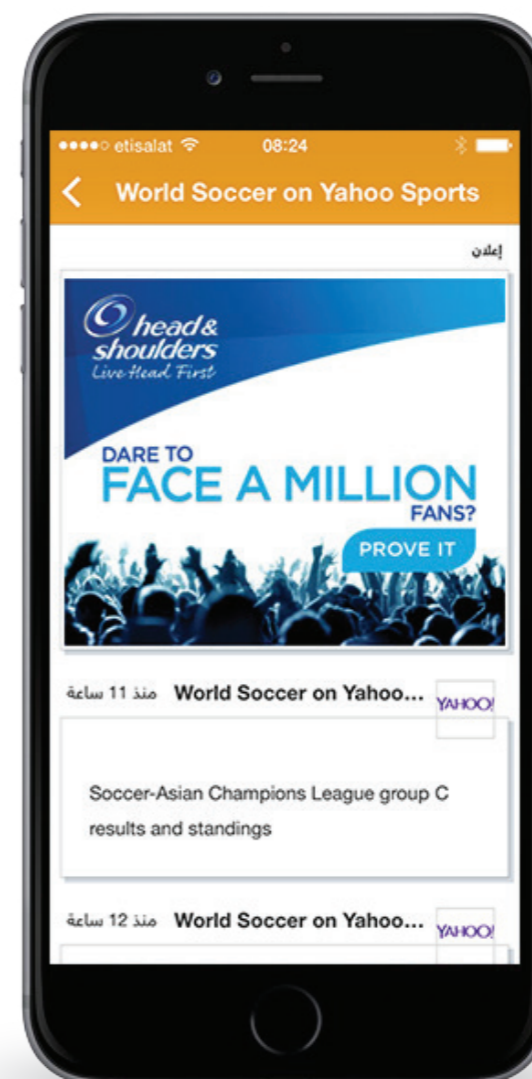 etisalat 08:24
World Soccer on Yahoo Sports
إعلان
head &
shoulders
Live Head First
DARE TO
FACE A MILLION
FANS?
PROVE IT
منذ 11 ساعة World Soccer on Yahoo... YAHOO!
Soccer-Asian Champions League group C
results and standings
منذ 12 ساعة World Soccer on Yahoo... YAHOO!